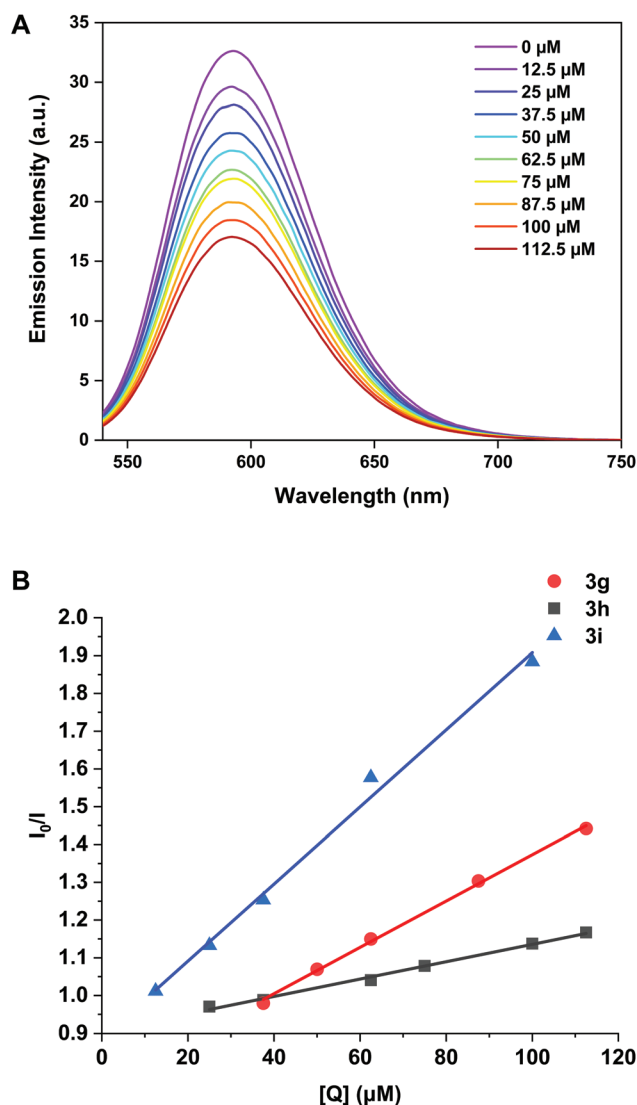 A
35
30
25
20
15
10
5
0
Emission Intensity (a.u.)
0 µM
12.5 µM
25 µM
37.5 µM
50 µM
62.5 µM
75 µM
87.5 µM
100 µM
112.5 µM
550 600 650 700 750
Wavelength (nm)
B
3g
3h
3i
2.0
1.9
1.8
1.7
1.6
1.5
1.4
1.3
1.2
1.1
1.0
0.9
I₀/I
0 20 40 60 80 100 120
[Q] (µM)